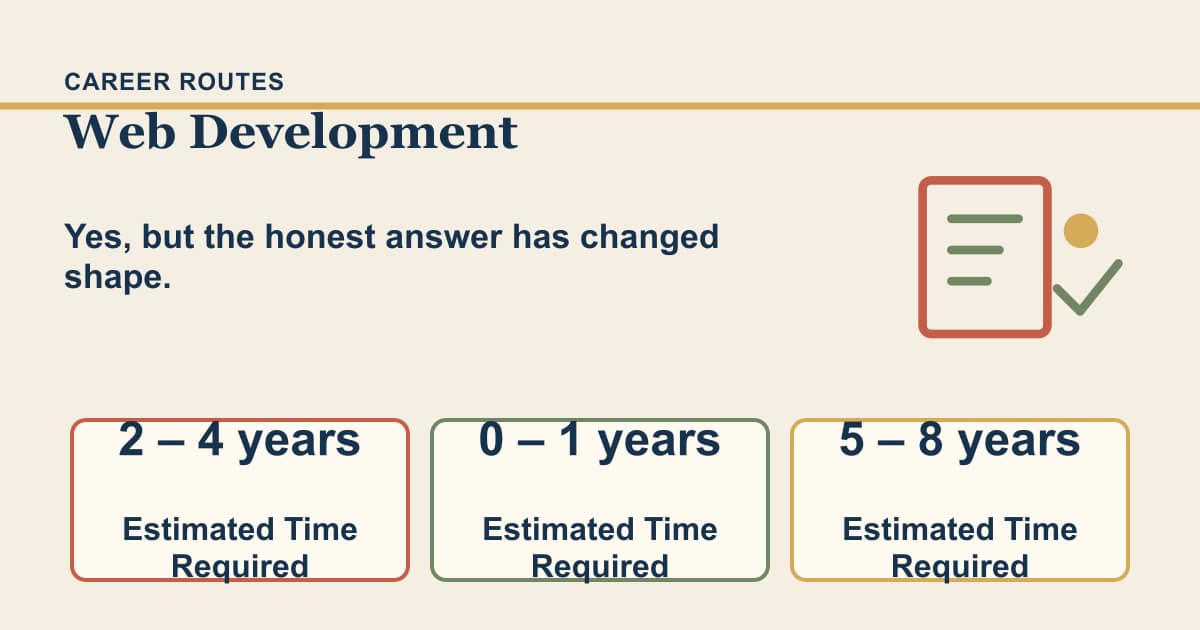 CAREER ROUTES
Web Development
Yes, but the honest answer has changed
shape.
2 – 4 years
Estimated Time
Required
0 – 1 years
Estimated Time
Required
5 – 8 years
Estimated Time
Required